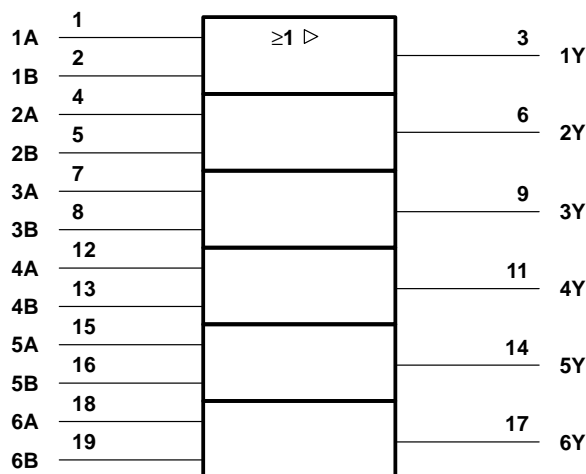 1A 1 ≥1 ▷ 3 1Y
1B 2
2A 4 6 2Y
2B 5
3A 7 9 3Y
3B 8
4A 12 11 4Y
4B 13
5A 15 14 5Y
5B 16
6A 18 17 6Y
6B 19